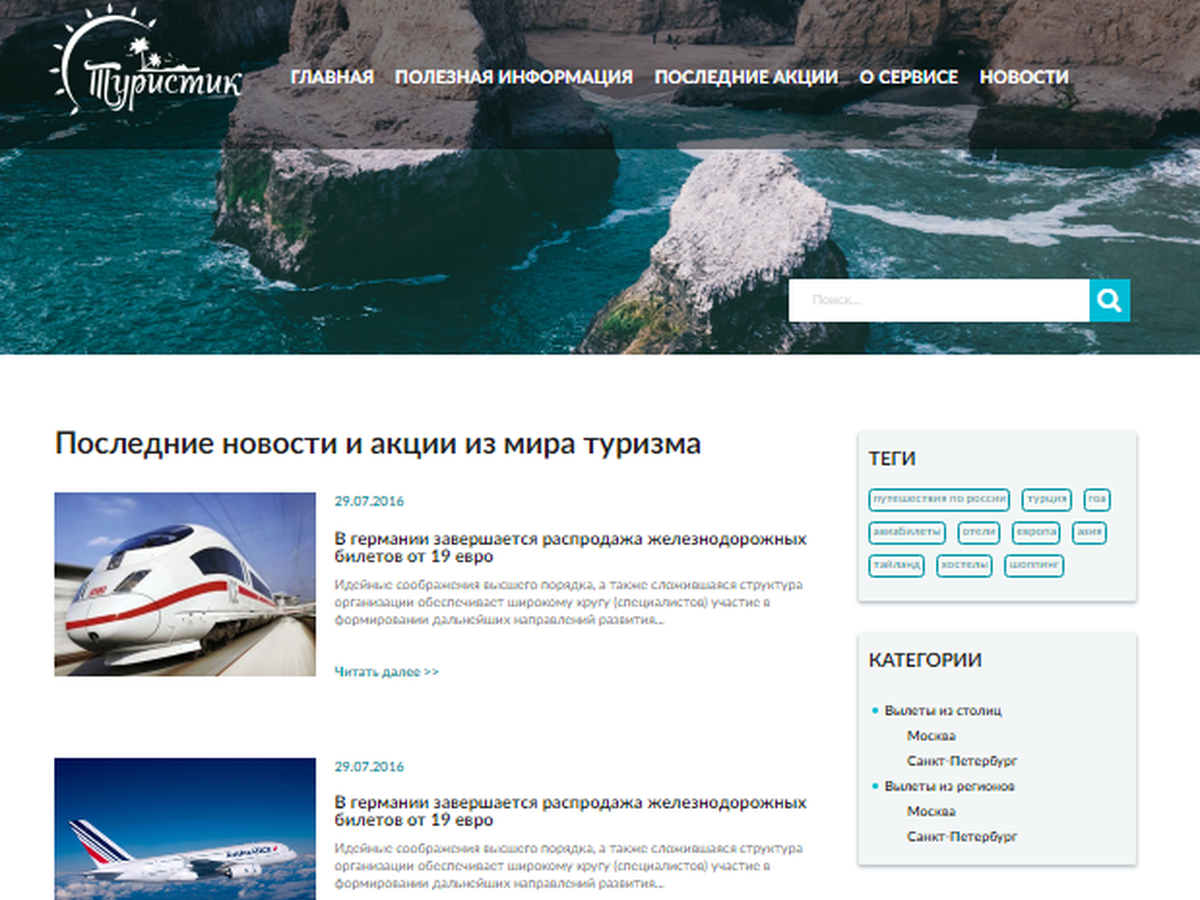 Туристик
ГЛАВНАЯ ПОЛЕЗНАЯ ИНФОРМАЦИЯ ПОСЛЕДНИЕ АКЦИИ О СЕРВИСЕ НОВОСТИ
Поиск...
Последние новости и акции из мира туризма
29.07.2016
В германии завершается распродажа железнодорожных
билетов от 19 евро
Идейные соображения высшего порядка, а также сложившаяся структура
организации обеспечивает широкому кругу (специалистов) участие в
формировании дальнейших направлений развития...
Читать далее >>
29.07.2016
В германии завершается распродажа железнодорожных
билетов от 19 евро
Идейные соображения высшего порядка, а также сложившаяся структура
организации обеспечивает широкому кругу (специалистов) участие в
формировании дальнейших направлений развития...
ТЕГИ
путешествия по россии турция гоа
авиабилеты отели европа азия
тайланд хостелы шоппинг
КАТЕГОРИИ
Вылеты из столиц
Москва
Санкт-Петербург
Вылеты из регионов
Москва
Санкт-Петербург